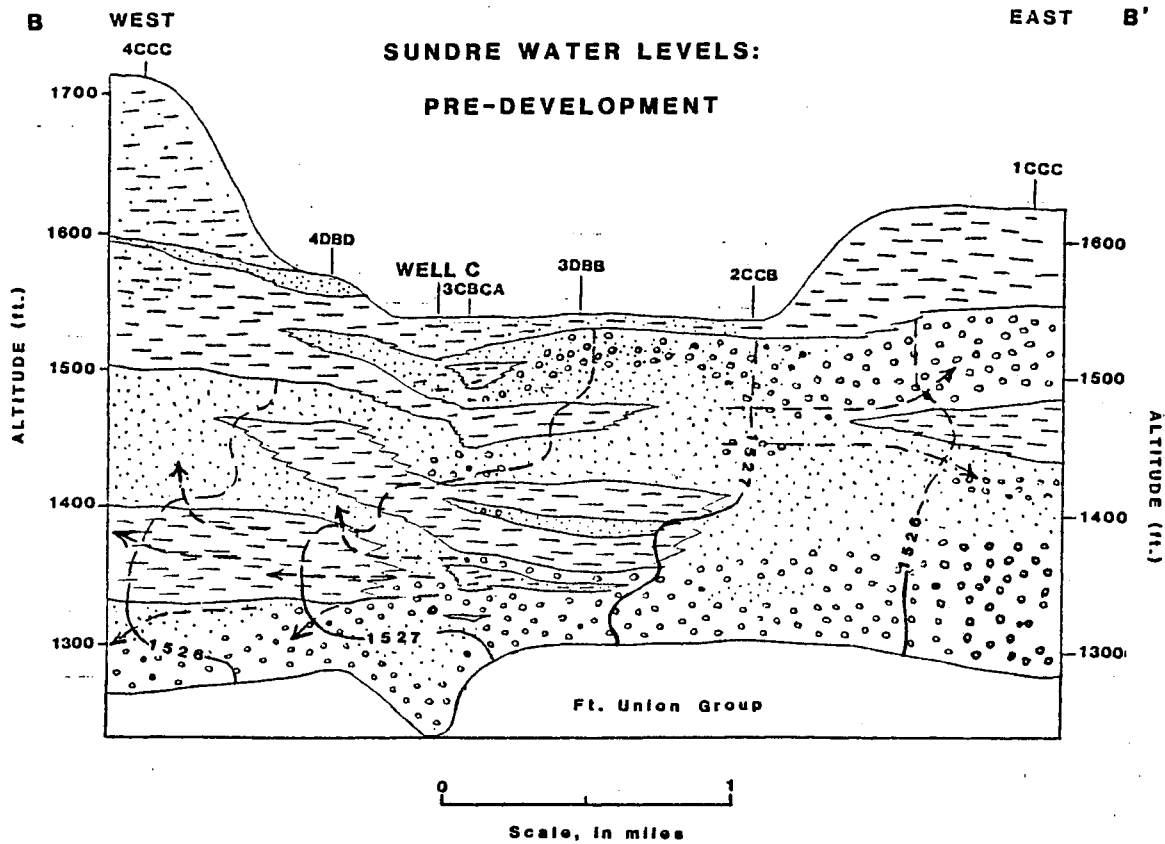 B WEST EAST B'
4CCC
SUNDRE WATER LEVELS:
PRE-DEVELOPMENT
1700
1CCC
1600
1600
4DBD
WELL C
3CBCA
3DBB
2CCB
1500
1500
ALTITUDE (ft.)
ALTITUDE (ft.)
1527
1400
1400
1526
1300
1300
1526
1527
Ft. Union Group
0 1
Scale, in miles